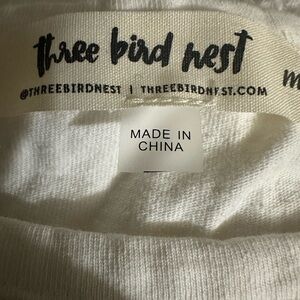 three bird nest
@THREEBIRDNEST | THREEBIRDNEST.COM
m
MADE IN
CHINA